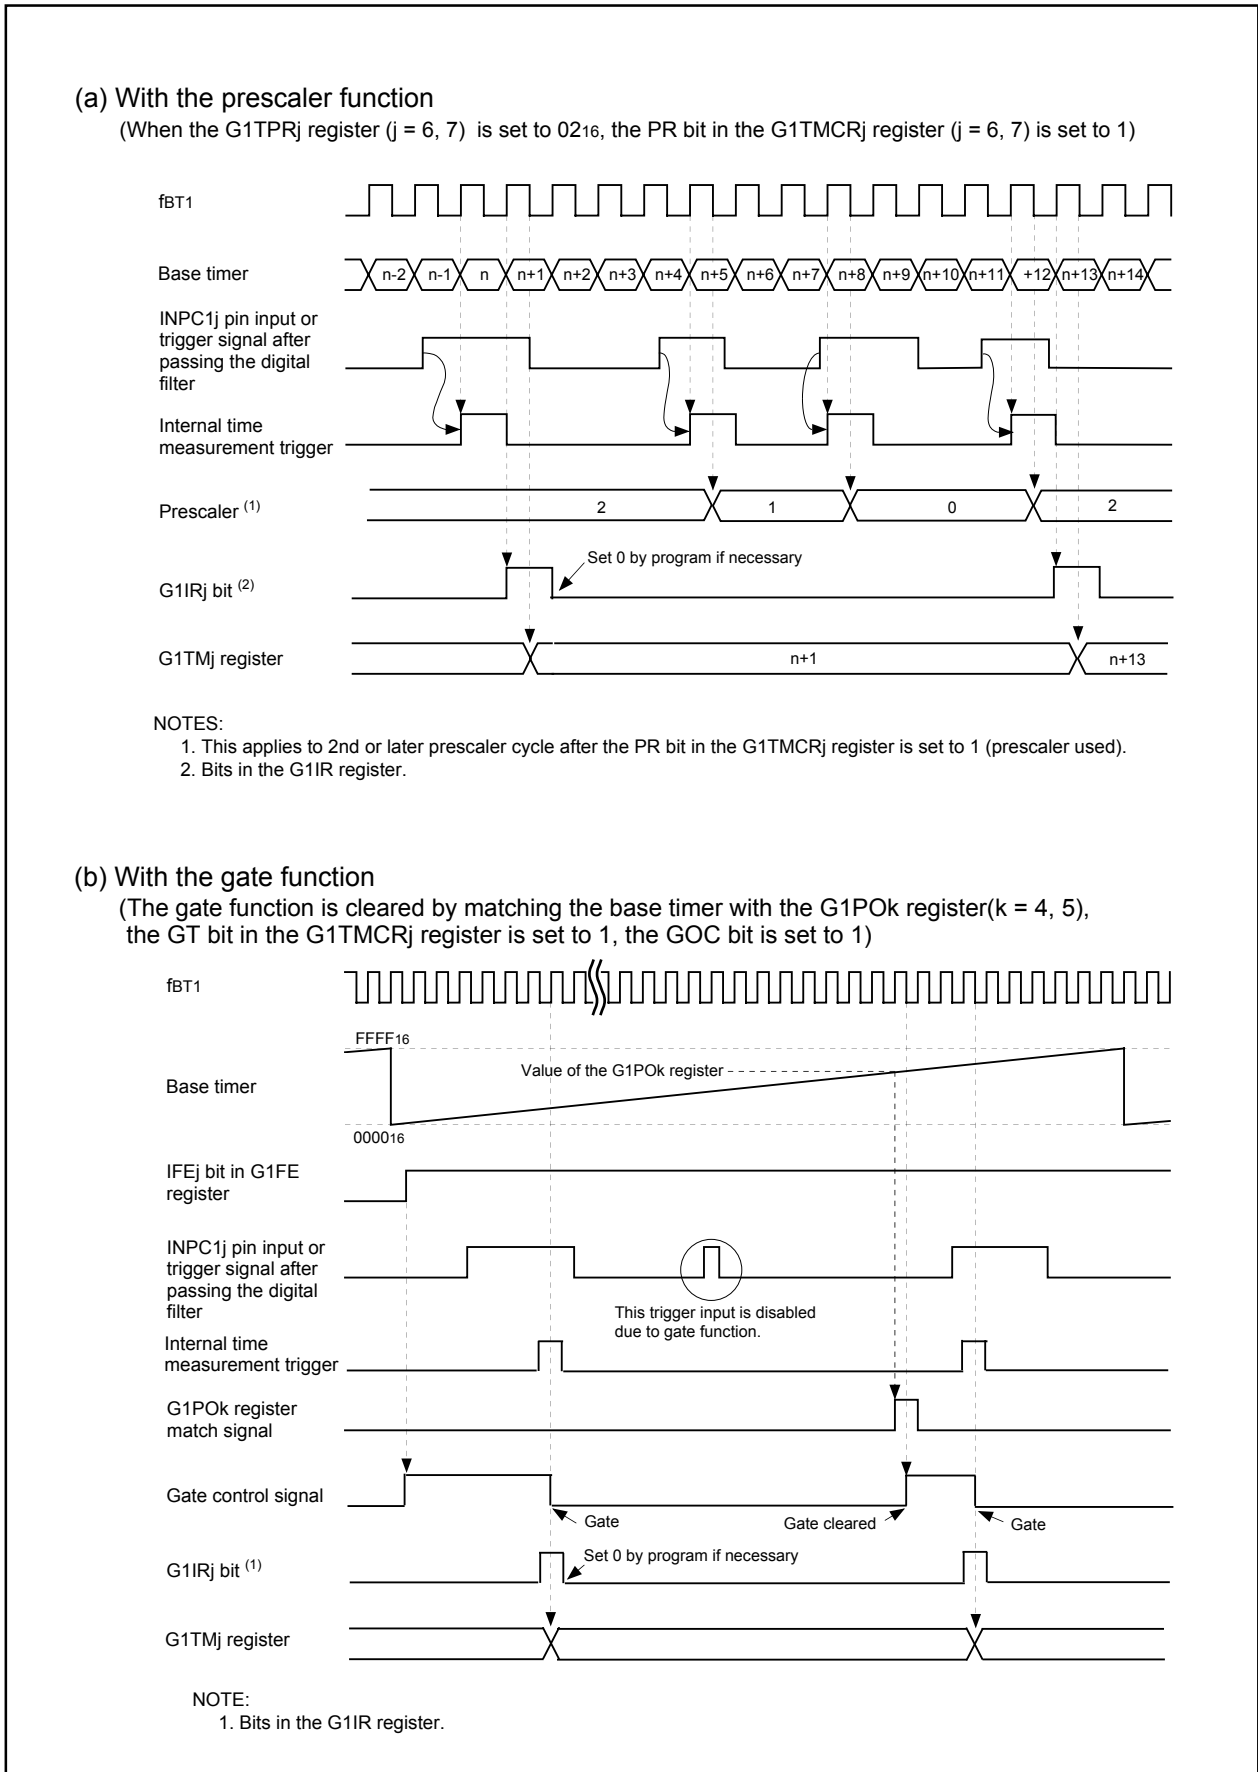 (a) With the prescaler function
(When the G1TPRj register (j = 6, 7) is set to 0216, the PR bit in the G1TMCRj register (j = 6, 7) is set to 1)
fBT1
Base timer
n-2 n-1 n n+1 n+2 n+3 n+4 n+5 n+6 n+7 n+8 n+9 n+10 n+11 +12 n+13 n+14
INPC1j pin input or
trigger signal after
passing the digital
filter
Internal time
measurement trigger
Prescaler (1)
2 1 0 2
Set 0 by program if necessary
G1IRj bit (2)
G1TMj register
n+1 n+13
NOTES:
1. This applies to 2nd or later prescaler cycle after the PR bit in the G1TMCRj register is set to 1 (prescaler used).
2. Bits in the G1IR register.
(b) With the gate function
(The gate function is cleared by matching the base timer with the G1POk register(k = 4, 5),
the GT bit in the G1TMCRj register is set to 1, the GOC bit is set to 1)
fBT1
FFFF16
Value of the G1POk register
Base timer
000016
IFEj bit in G1FE
register
INPC1j pin input or
trigger signal after
passing the digital
filter
This trigger input is disabled
due to gate function.
Internal time
measurement trigger
G1POk register
match signal
Gate control signal
Gate Gate cleared Gate
Set 0 by program if necessary
G1IRj bit (1)
G1TMj register
NOTE:
1. Bits in the G1IR register.